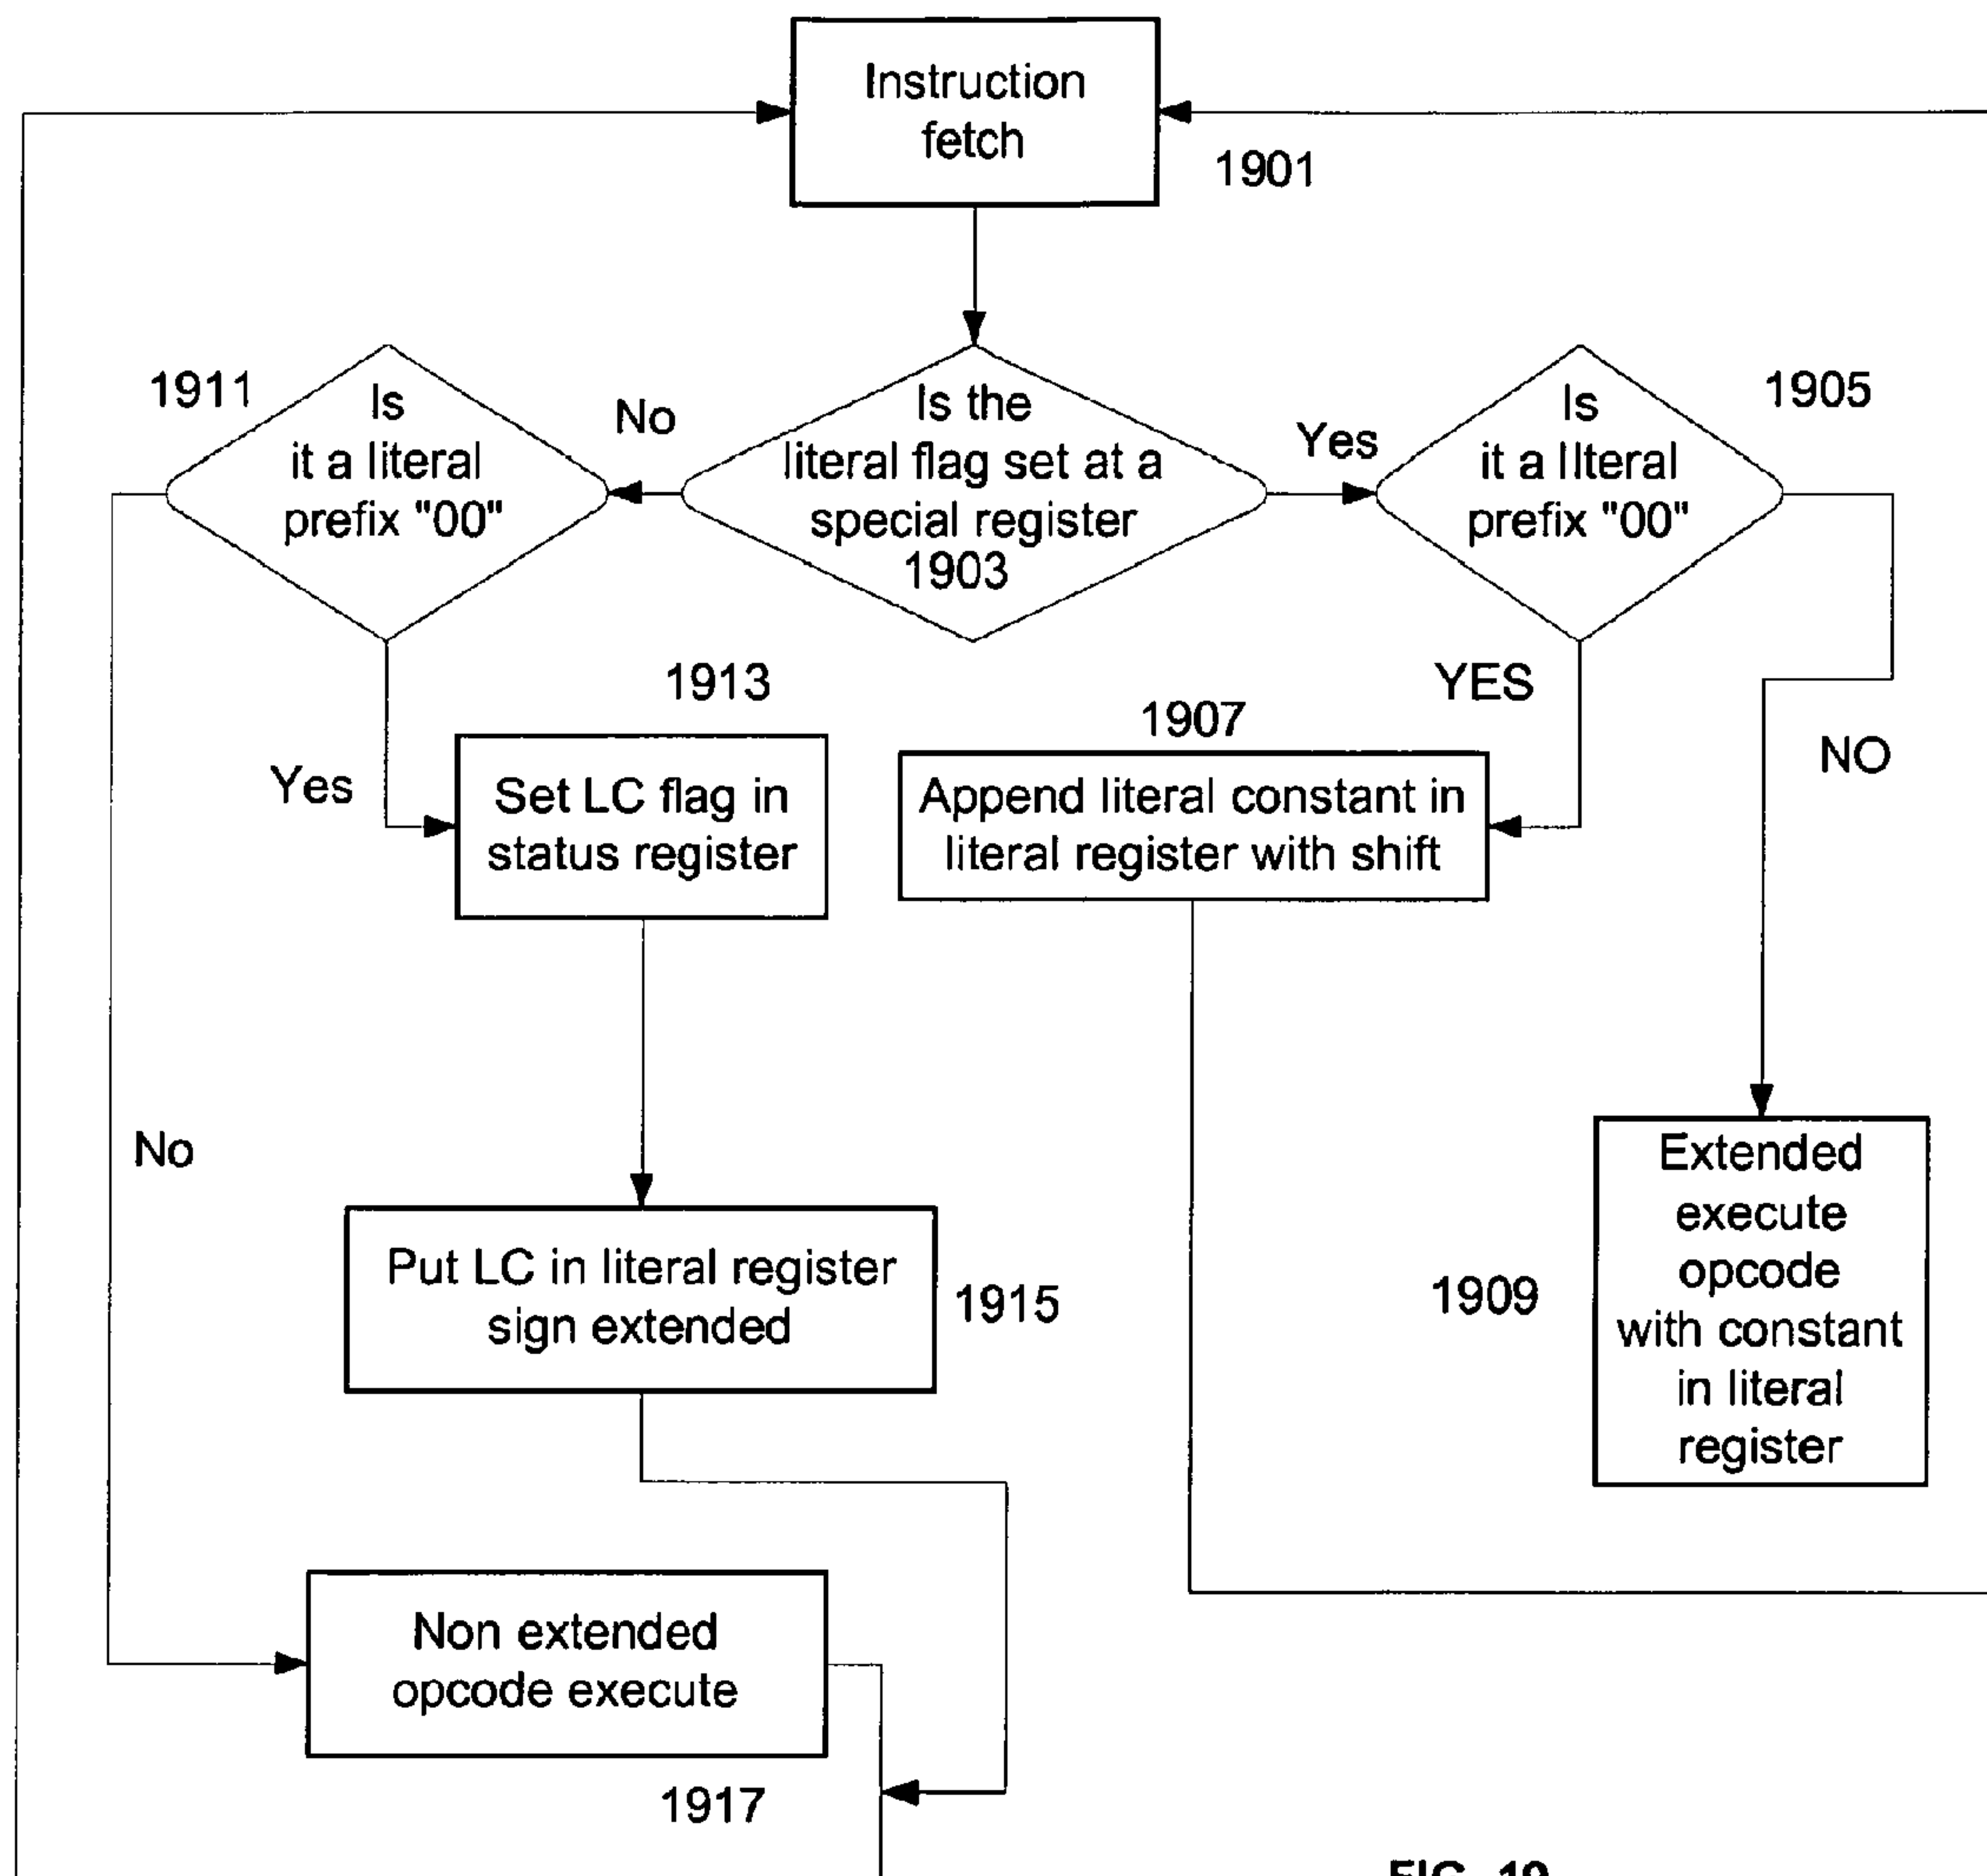 Instruction
fetch
1901
1911
Is
it a literal
prefix "00"
No
Is the
literal flag set at a
special register
1903
Yes
Is
it a lIteral
prefix "00"
1905
1913
YES
1907
NO
Yes
Set LC flag in
status register
Append literal constant in
literal register with shift
No
Extended
execute
opcode
with constant
in literal
register
1909
Put LC in literal register
sign extended
1915
Non extended
opcode execute
1917
FIG. 19